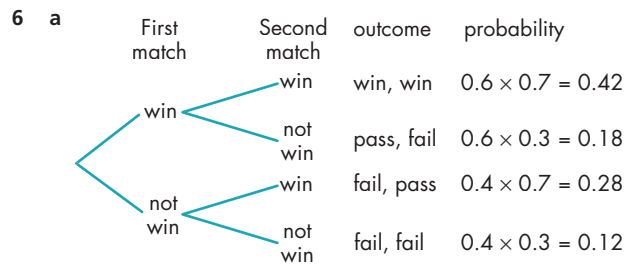 6 a
First match Second match outcome probability
win win win, win 0.6 × 0.7 = 0.42
not win pass, fail 0.6 × 0.3 = 0.18
not win win fail, pass 0.4 × 0.7 = 0.28
not win fail, fail 0.4 × 0.3 = 0.12